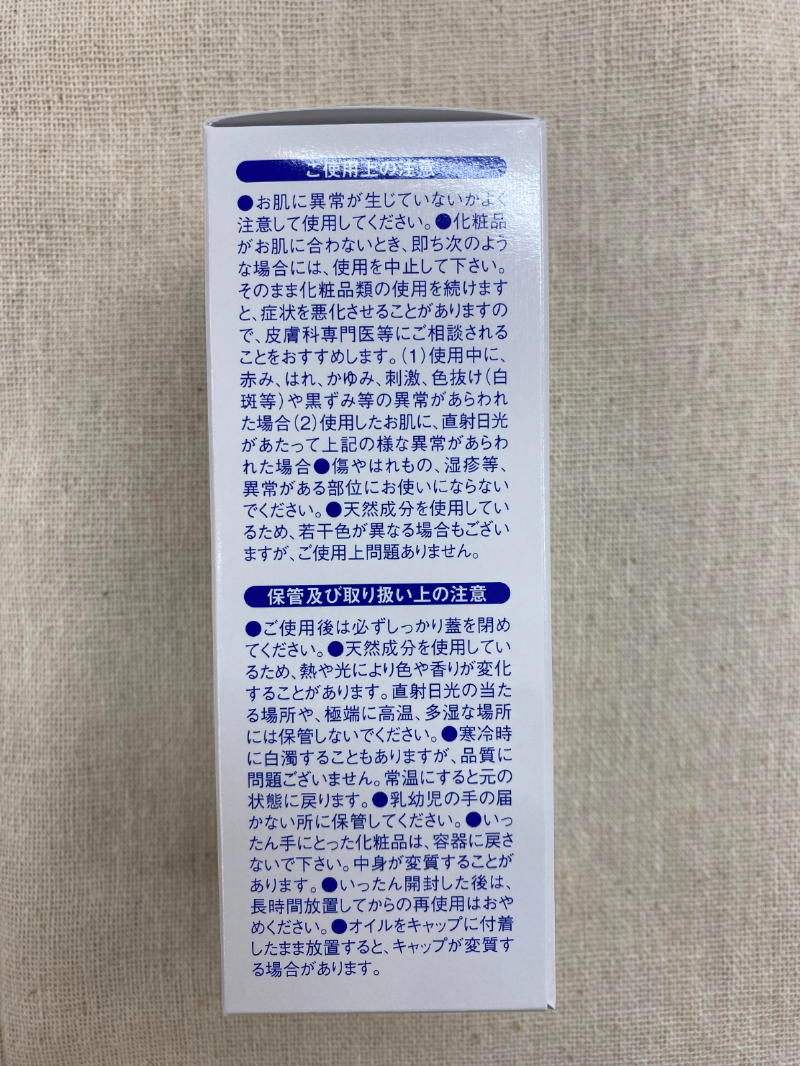 ご使用上の注意
●お肌に異常が生じていないかよく
注意して使用してください。●化粧品
がお肌に合わないとき、即ち次のよう
な場合には、使用を中止して下さい。
そのまま化粧品類の使用を続けます
と、症状を悪化させることがありますの
で、皮膚科専門医等にご相談される
ことをおすすめします。(1)使用中に、
赤み、はれ、かゆみ、刺激、色抜け(白
斑等)や黒ずみ等の異常があらわれ
た場合(2)使用したお肌に、直射日光
があたって上記の様な異常があらわ
れた場合●傷やはれもの、湿疹等、
異常がある部位にお使いにならない
でください。●天然成分を使用してい
るため、若干色が異なる場合もござい
ますが、ご使用上問題ありません。
保管及び取り扱い上の注意
●ご使用後は必ずしっかり蓋を閉め
てください。●天然成分を使用してい
るため、熱や光により色や香りが変化
することがあります。直射日光の当た
る場所や、極端に高温、多湿な場所
には保管しないでください。●寒冷時
に白濁することもありますが、品質に
問題ございません。常温にすると元の
状態に戻ります。●乳幼児の手の届
かない所に保管してください。●いっ
たん手にとった化粧品は、容器に戻さ
ないで下さい。中身が変質することが
あります。●いったん開封した後は、
長時間放置してからの再使用はおや
めください。●オイルをキャップに付着
したまま放置すると、キャップが変質す
る場合があります。